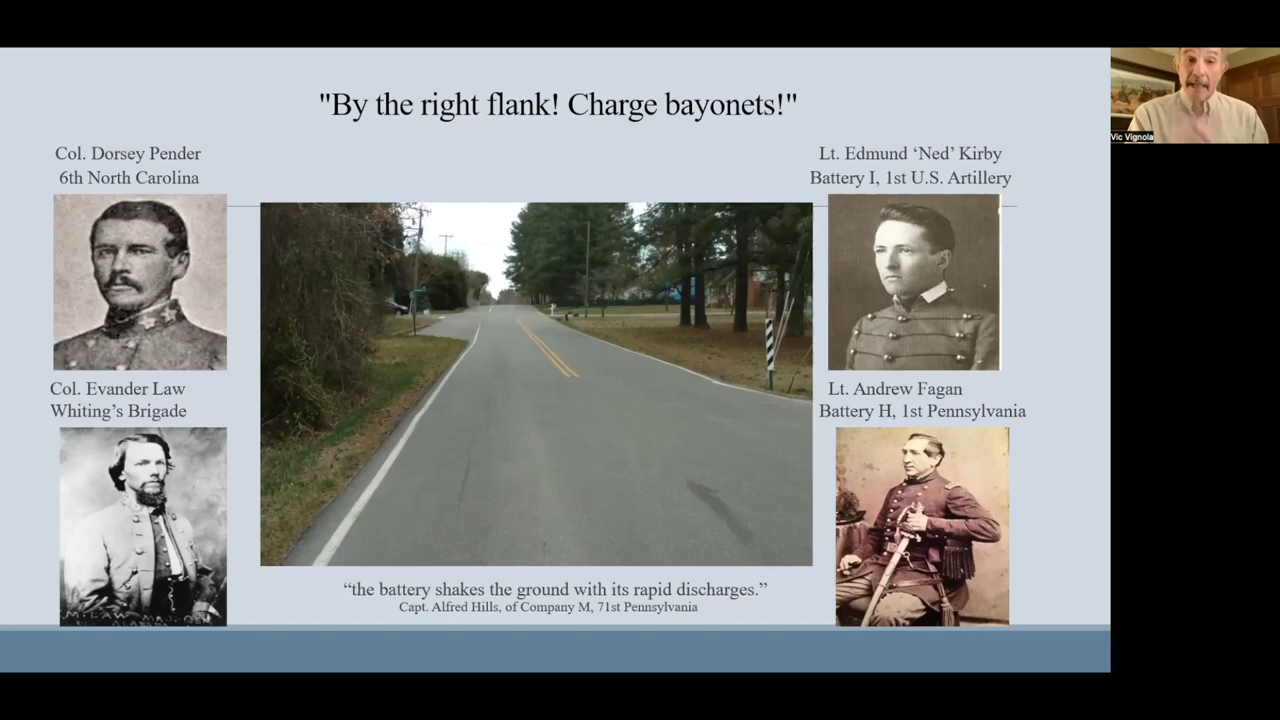 "By the right flank! Charge bayonets!"
Col. Dorsey Pender
6th North Carolina
Lt. Edmund ‘Ned’ Kirby
Battery I, 1st U.S. Artillery
Vic Vignola
Col. Evander Law
Whiting’s Brigade
Lt. Andrew Fagan
Battery H, 1st Pennsylvania
“the battery shakes the ground with its rapid discharges.”
Capt. Alfred Hills, of Company M, 71st Pennsylvania